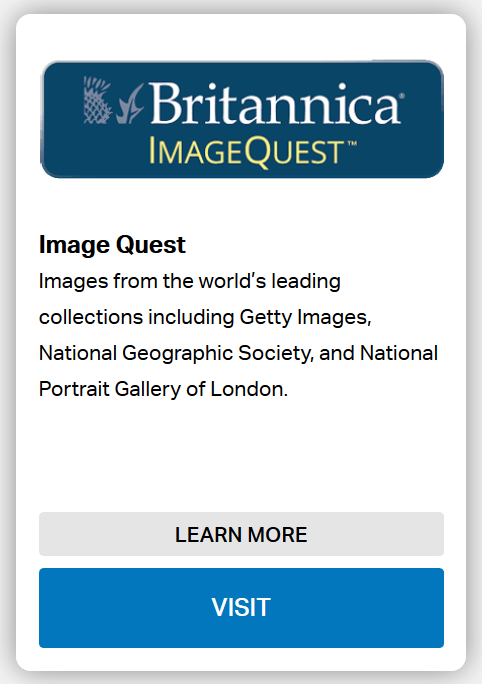 Britannica®
IMAGEQUEST™
Image Quest
Images from the world’s leading
collections including Getty Images,
National Geographic Society, and National
Portrait Gallery of London.
LEARN MORE
VISIT